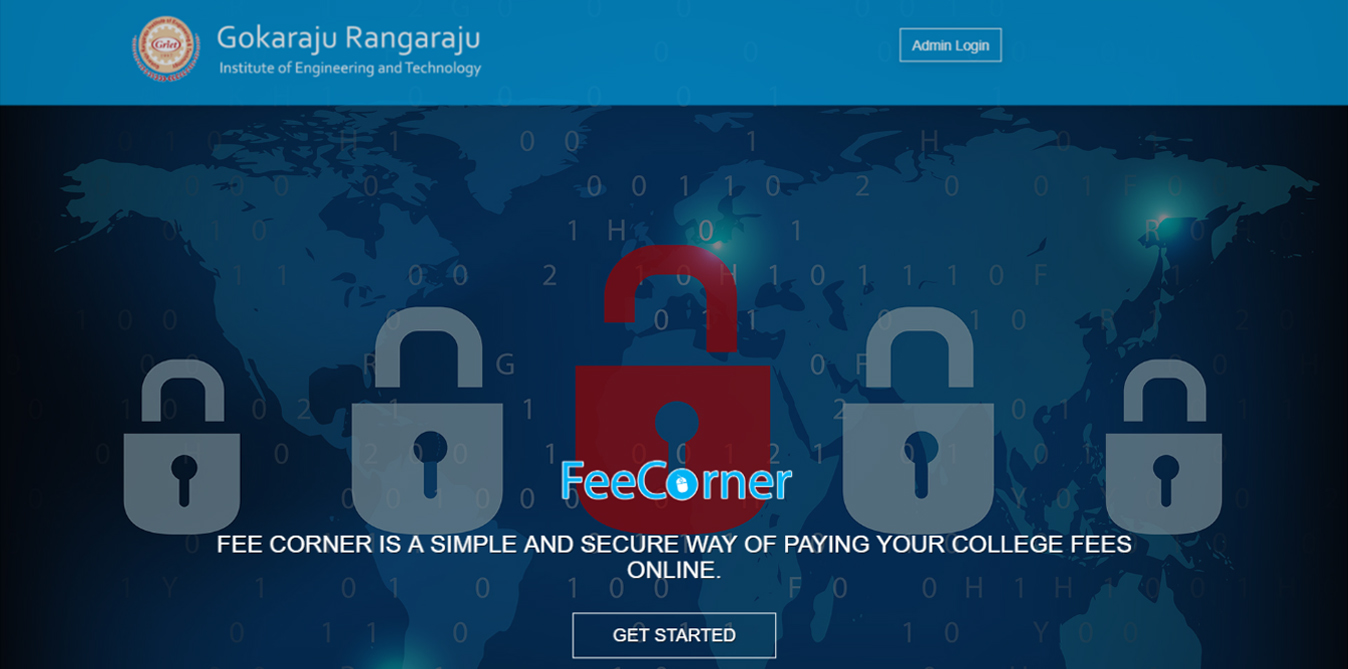 Griet
Gokaraju Rangaraju
Institute of Engineering and Technology
Admin Login
FeeCorner
FEE CORNER IS A SIMPLE AND SECURE WAY OF PAYING YOUR COLLEGE FEES
ONLINE.
GET STARTED